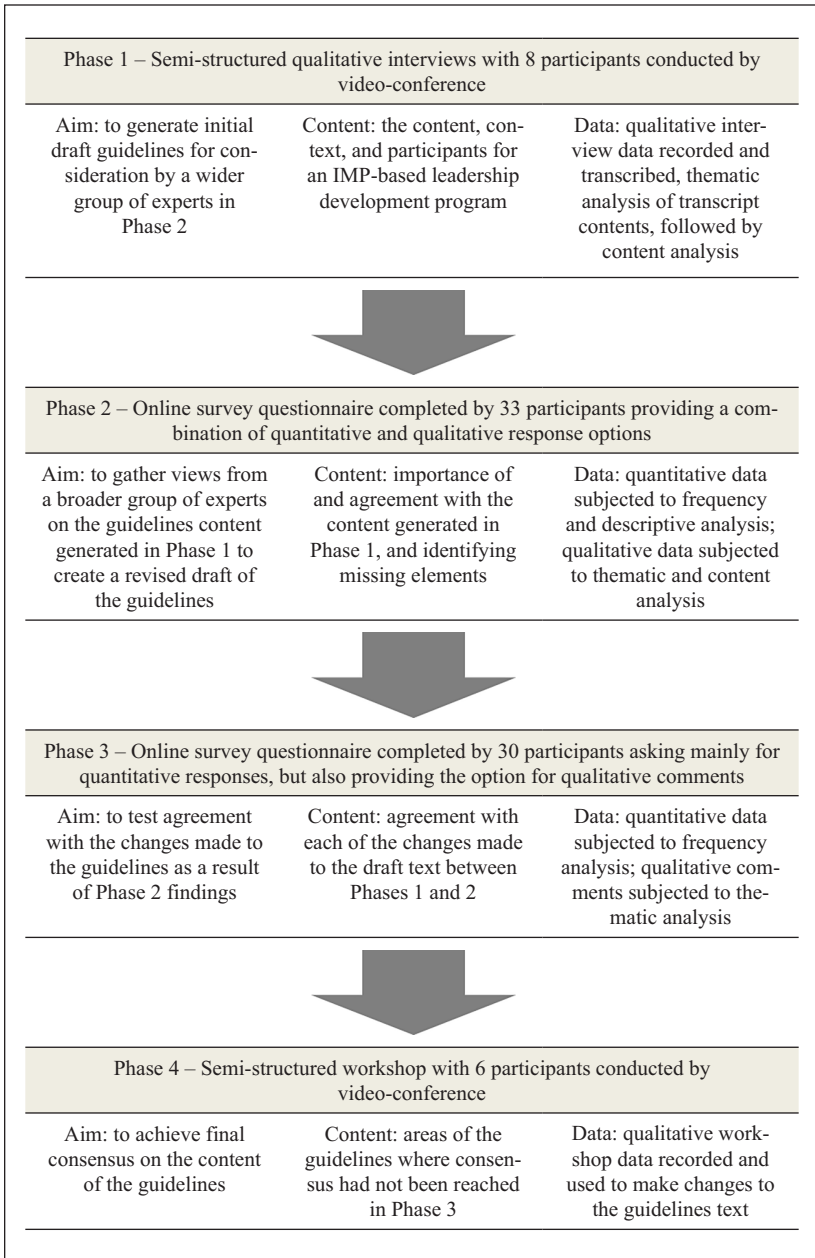 Phase 1 – Semi-structured qualitative interviews with 8 participants conducted by
video-conference
Aim: to generate initial
draft guidelines for con-
sideration by a wider
group of experts in
Phase 2
Content: the content, con-
text, and participants for
an IMP-based leadership
development program
Data: qualitative inter-
view data recorded and
transcribed, thematic
analysis of transcript
contents, followed by
content analysis
Phase 2 – Online survey questionnaire completed by 33 participants providing a com-
bination of quantitative and qualitative response options
Aim: to gather views from
a broader group of experts
on the guidelines content
generated in Phase 1 to
create a revised draft of
the guidelines
Content: importance of
and agreement with the
content generated in
Phase 1, and identifying
missing elements
Data: quantitative data
subjected to frequency
and descriptive analysis;
qualitative data subjected
to thematic and content
analysis
Phase 3 – Online survey questionnaire completed by 30 participants asking mainly for
quantitative responses, but also providing the option for qualitative comments
Aim: to test agreement
with the changes made to
the guidelines as a result
of Phase 2 findings
Content: agreement with
each of the changes made
to the draft text between
Phases 1 and 2
Data: quantitative data
subjected to frequency
analysis; qualitative com-
ments subjected to the-
matic analysis
Phase 4 – Semi-structured workshop with 6 participants conducted by
video-conference
Aim: to achieve final
consensus on the content
of the guidelines
Content: areas of the
guidelines where consen-
sus had not been reached
in Phase 3
Data: qualitative work-
shop data recorded and
used to make changes to
the guidelines text